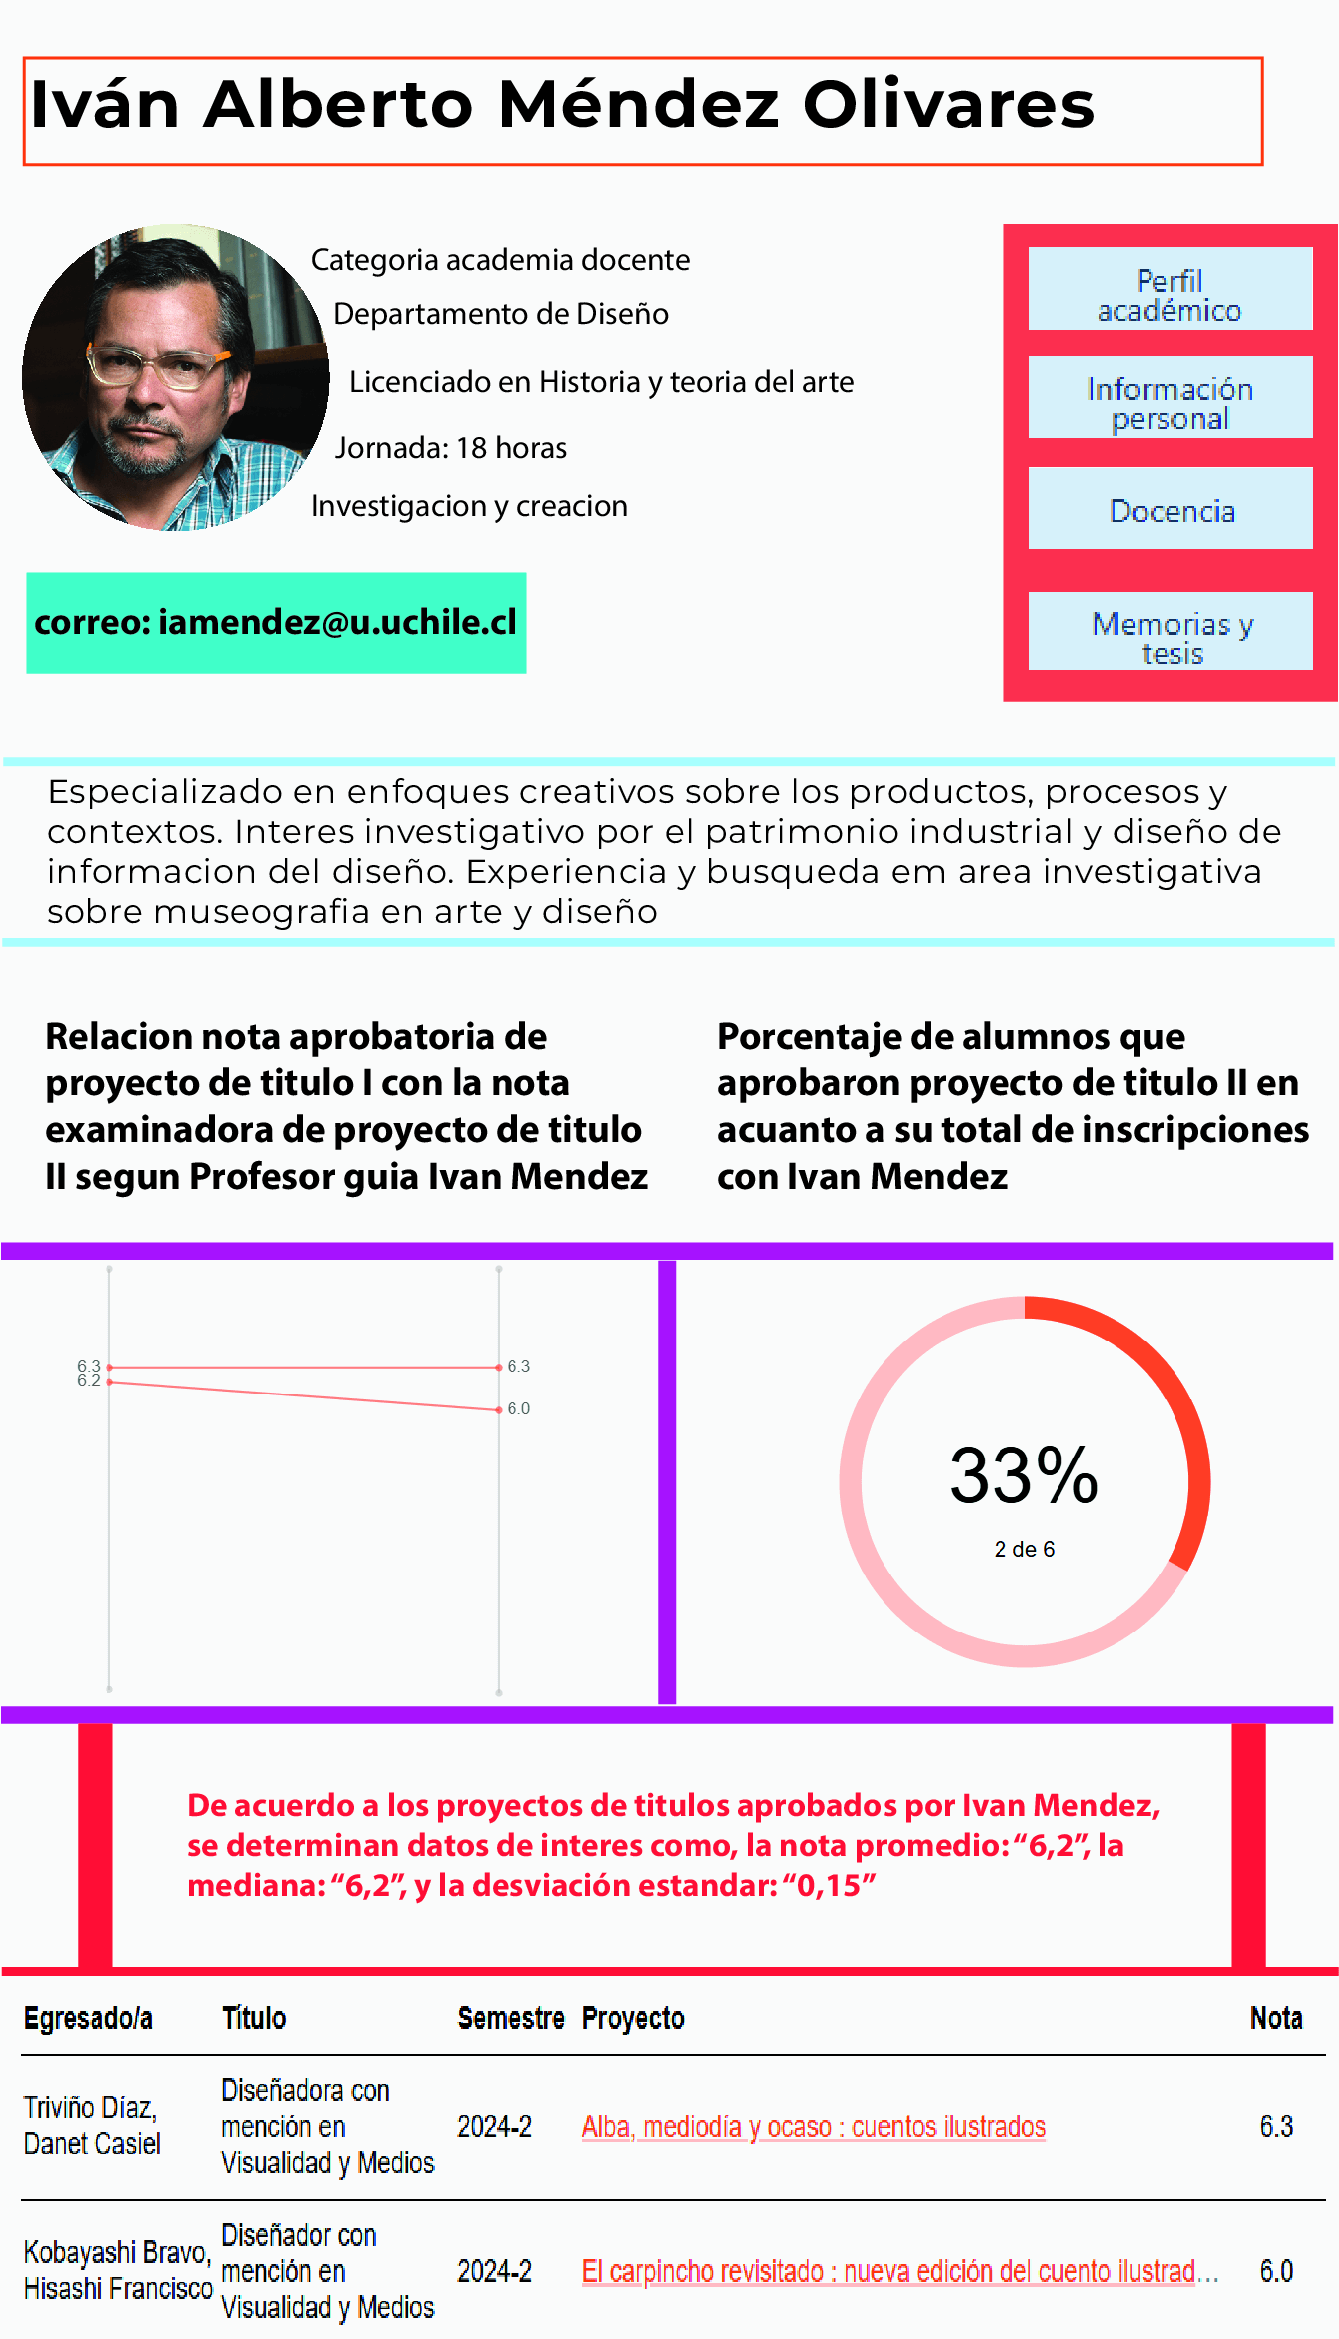 Iván Alberto Méndez Olivares
Categoria academia docente
Departamento de Diseño
Licenciado en Historia y teoria del arte
Jornada: 18 horas
Investigacion y creacion
correo: iamendez@u.uchile.cl
Perfil
académico
Información
personal
Docencia
Memorias y
tesis
Especializado en enfoques creativos sobre los productos, procesos y
contextos. Interes investigativo por el patrimonio industrial y diseño de
informacion del diseño. Experiencia y busqueda em area investigativa
sobre museografia en arte y diseño
Relacion nota aprobatoria de
proyecto de titulo I con la nota
examinadora de proyecto de titulo
II segun Profesor guia Ivan Mendez
Porcentaje de alumnos que
aprobaron proyecto de titulo II en
acuanto a su total de inscripciones
con Ivan Mendez
6.3
6.2
6.3
6.0
33%
2 de 6
De acuerdo a los proyectos de titulos aprobados por Ivan Mendez,
se determinan datos de interes como, la nota promedio: “6,2”, la
mediana: “6,2”, y la desviación estandar: “0,15”
Egresado/a Título Semestre Proyecto Nota
Triviño Díaz,
Danet Casiel
Diseñadora con
mención en
Visualidad y Medios
2024-2
Alba, mediodía y ocaso : cuentos ilustrados
6.3
Kobayashi Bravo,
Hisashi Francisco
Diseñador con
mención en
Visualidad y Medios
2024-2
El carpincho revisitado : nueva edición del cuento ilustrad…
6.0